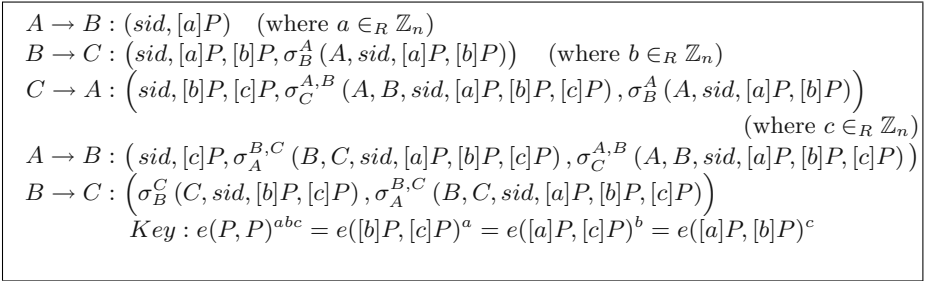 A → B : (sid, [a]P) (where a ∈_R ℤ_n)
B → C : (sid, [a]P, [b]P, σ_B^A (A, sid, [a]P, [b]P)) (where b ∈_R ℤ_n)
C → A : (sid, [b]P, [c]P, σ_C^{A,B} (A, B, sid, [a]P, [b]P, [c]P) , σ_B^A (A, sid, [a]P, [b]P))
(where c ∈_R ℤ_n)
A → B : (sid, [c]P, σ_A^{B,C} (B, C, sid, [a]P, [b]P, [c]P) , σ_C^{A,B} (A, B, sid, [a]P, [b]P, [c]P))
B → C : (σ_B^C (C, sid, [b]P, [c]P) , σ_A^{B,C} (B, C, sid, [a]P, [b]P, [c]P))
Key : e(P, P)^{abc} = e([b]P, [c]P)^a = e([a]P, [c]P)^b = e([a]P, [b]P)^c